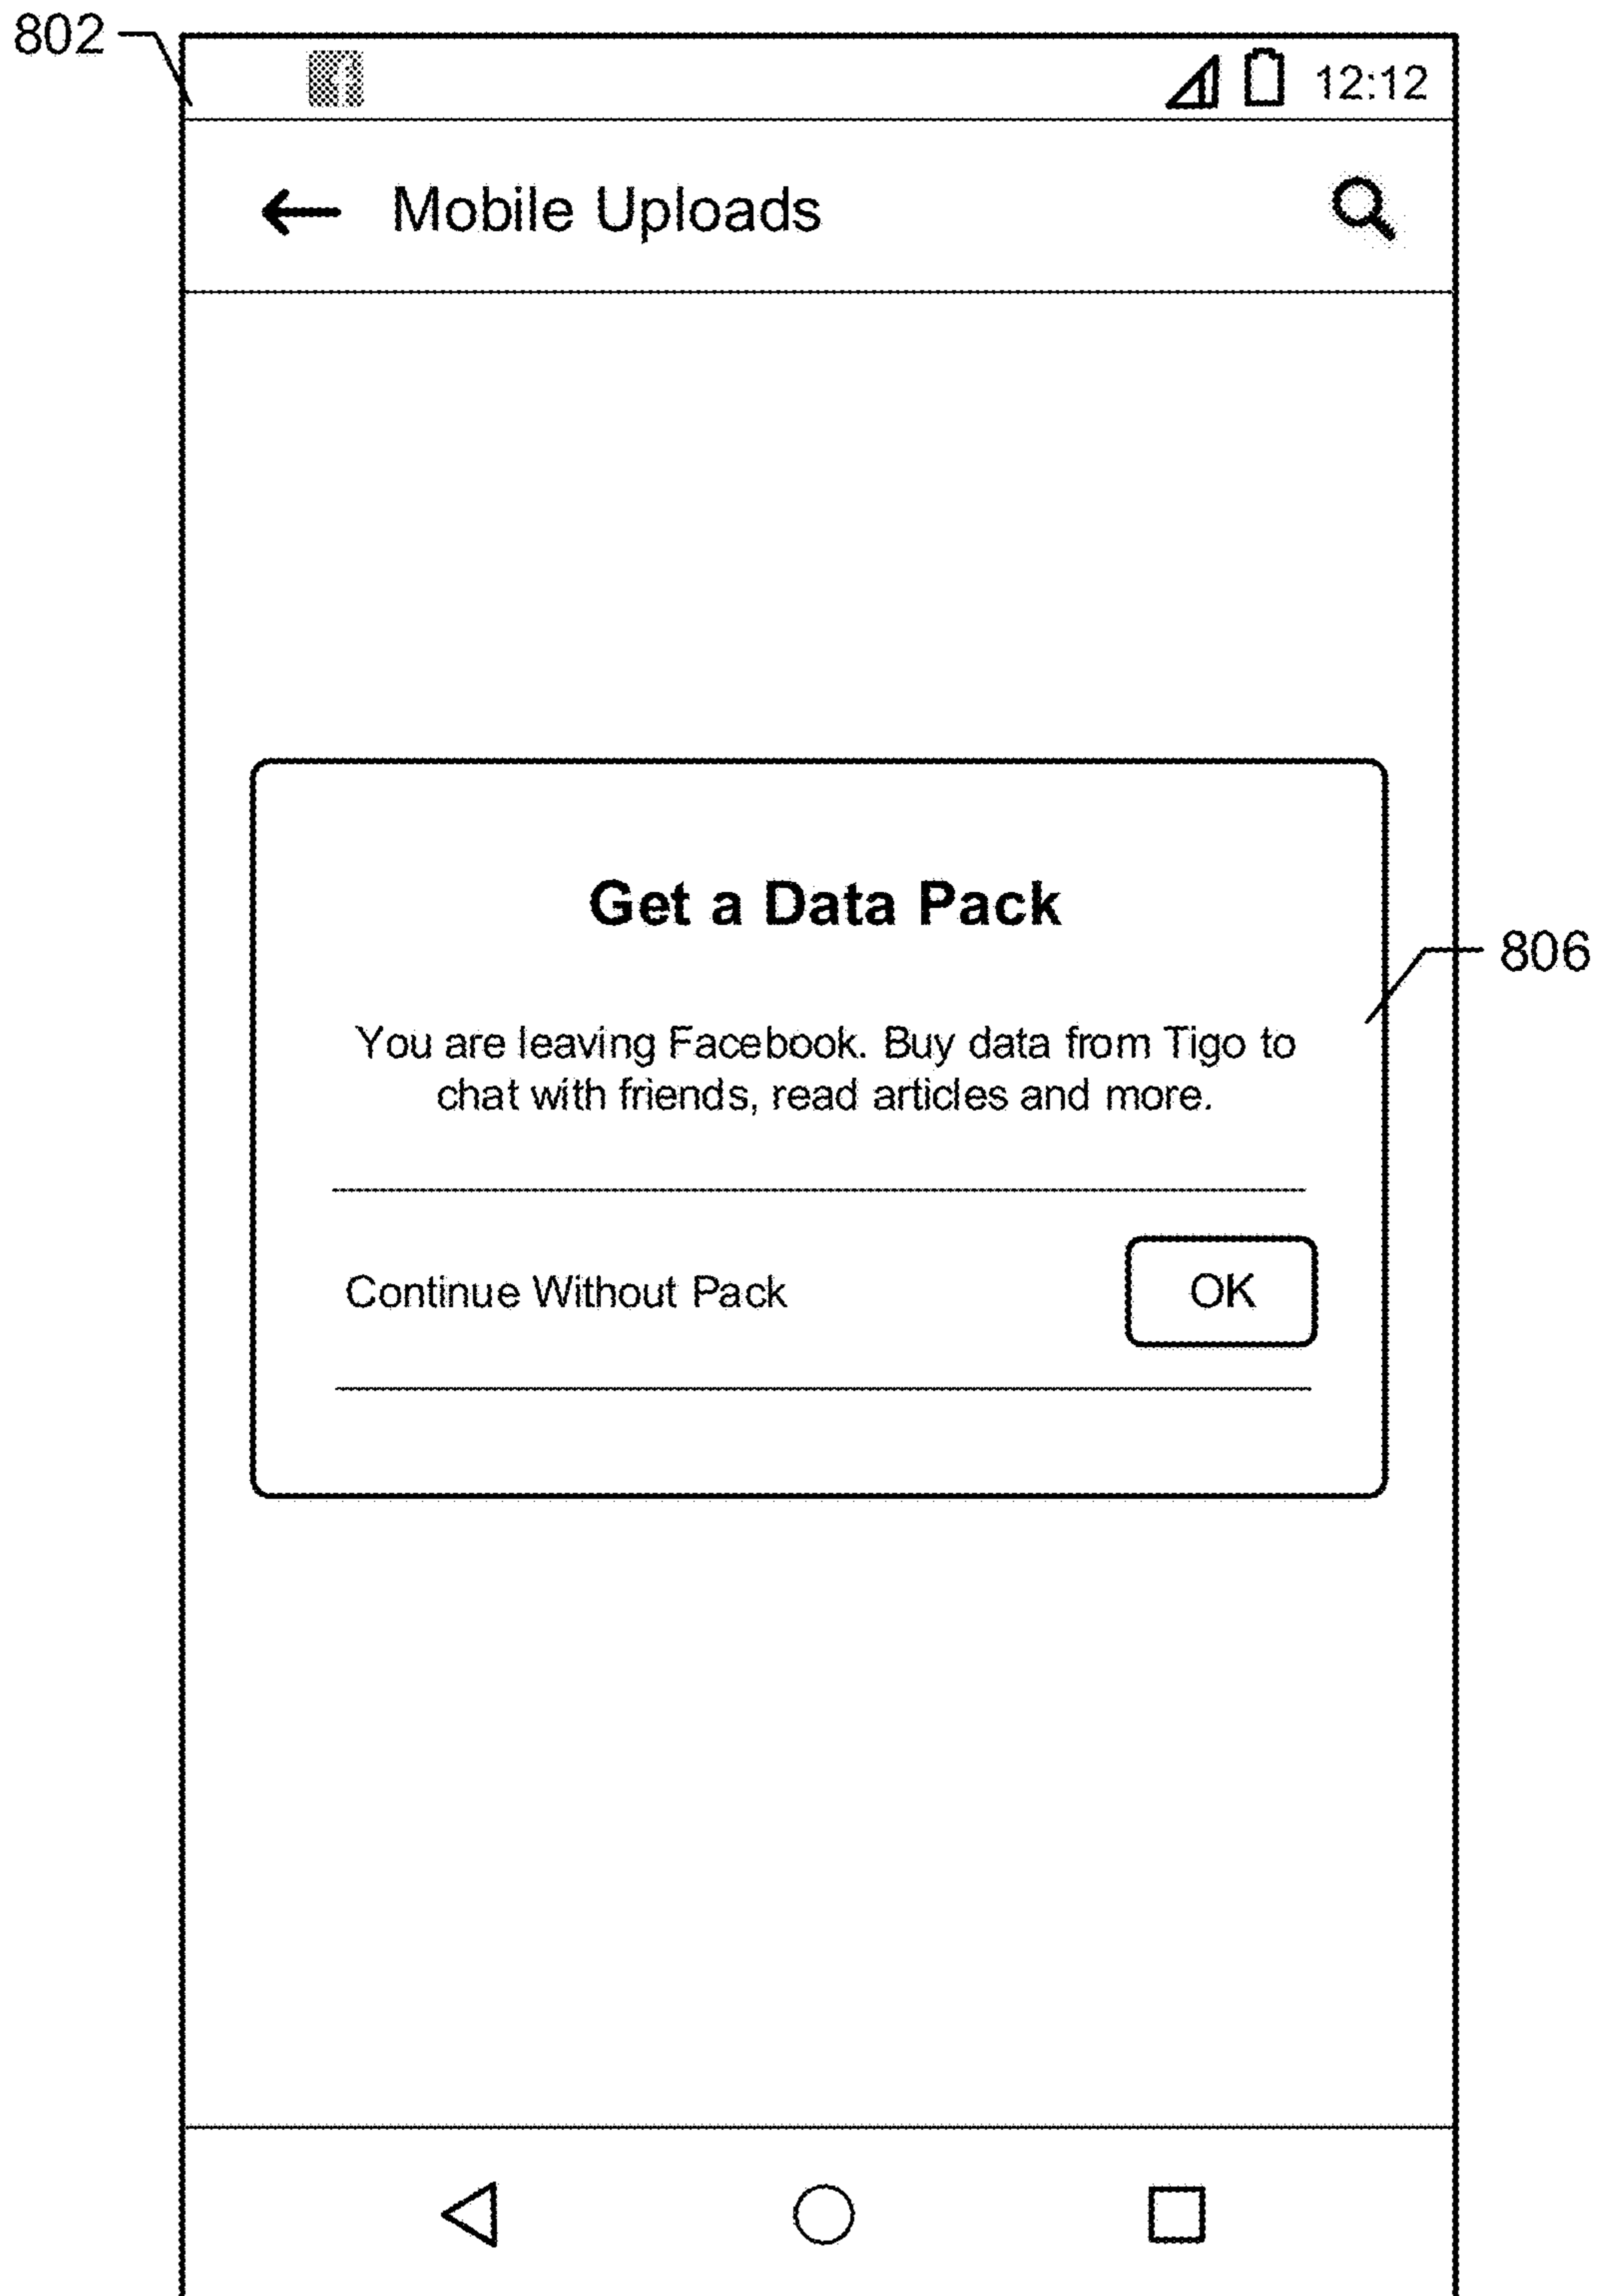 802
12:12
Mobile Uploads
Get a Data Pack
806
You are leaving Facebook. Buy data from Tigo to
chat with friends, read articles and more.
Continue Without Pack
OK